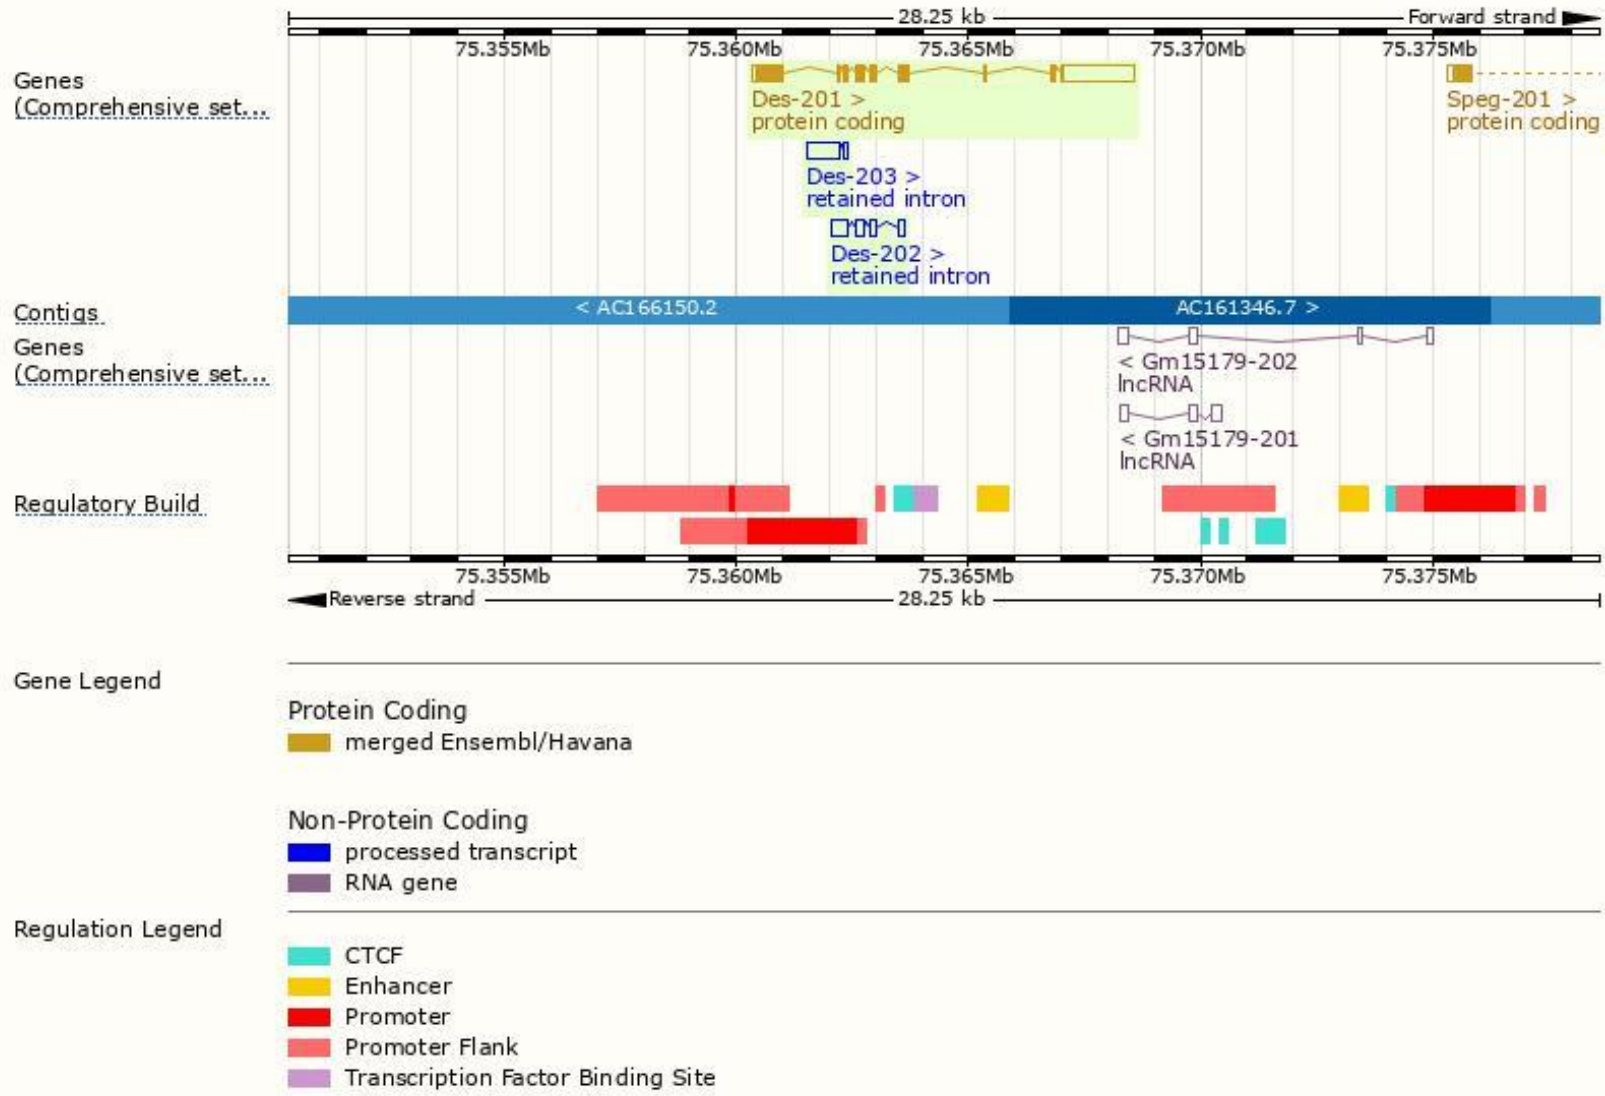 28.25 kb Forward strand
75.355Mb 75.360Mb 75.365Mb 75.370Mb 75.375Mb
Genes
(Comprehensive set...
Des-201 >
protein coding
Speg-201 >
protein coding
Des-203 >
retained intron
Des-202 >
retained intron
Contigs
< AC166150.2 AC161346.7 >
Genes
(Comprehensive set...
< Gm15179-202
lncRNA
< Gm15179-201
lncRNA
Regulatory Build
75.355Mb 75.360Mb 75.365Mb 75.370Mb 75.375Mb
Reverse strand 28.25 kb
Gene Legend
Protein Coding
merged Ensembl/Havana
Non-Protein Coding
processed transcript
RNA gene
Regulation Legend
CTCF
Enhancer
Promoter
Promoter Flank
Transcription Factor Binding Site